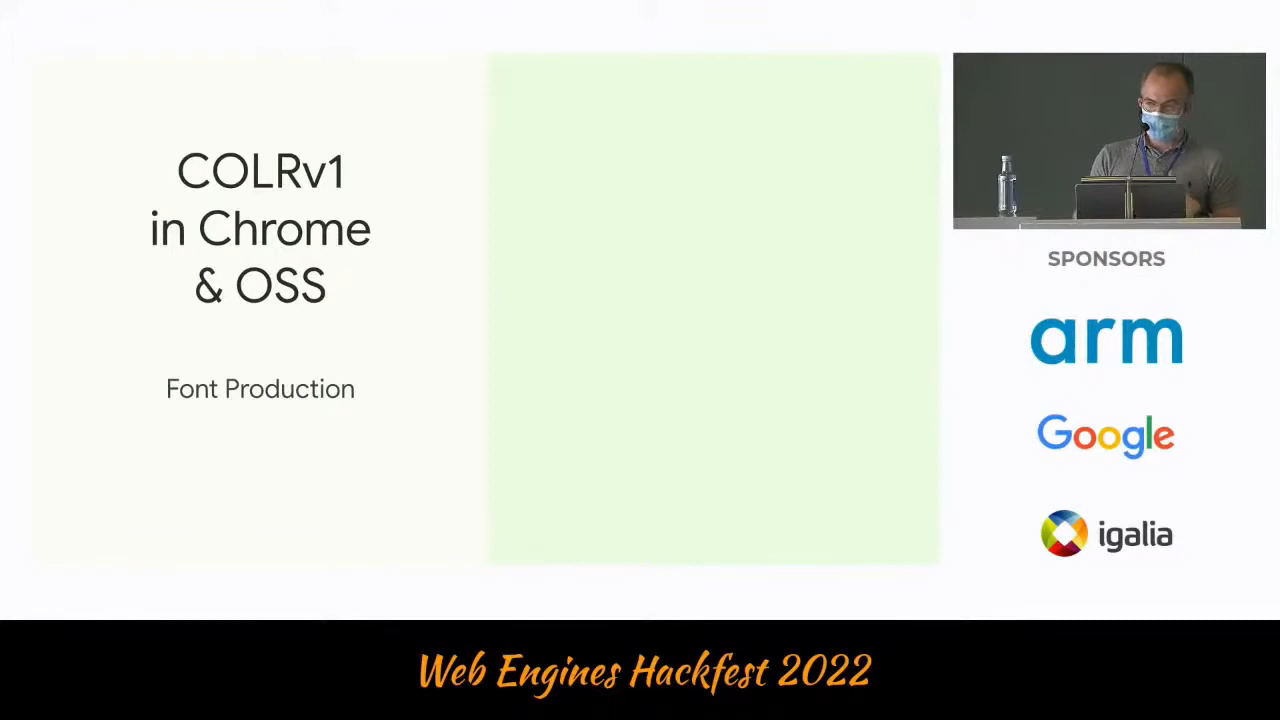 COLRv1
in Chrome
& OSS
Font Production
SPONSORS
arm
Google
igalia
Web Engines Hackfest 2022